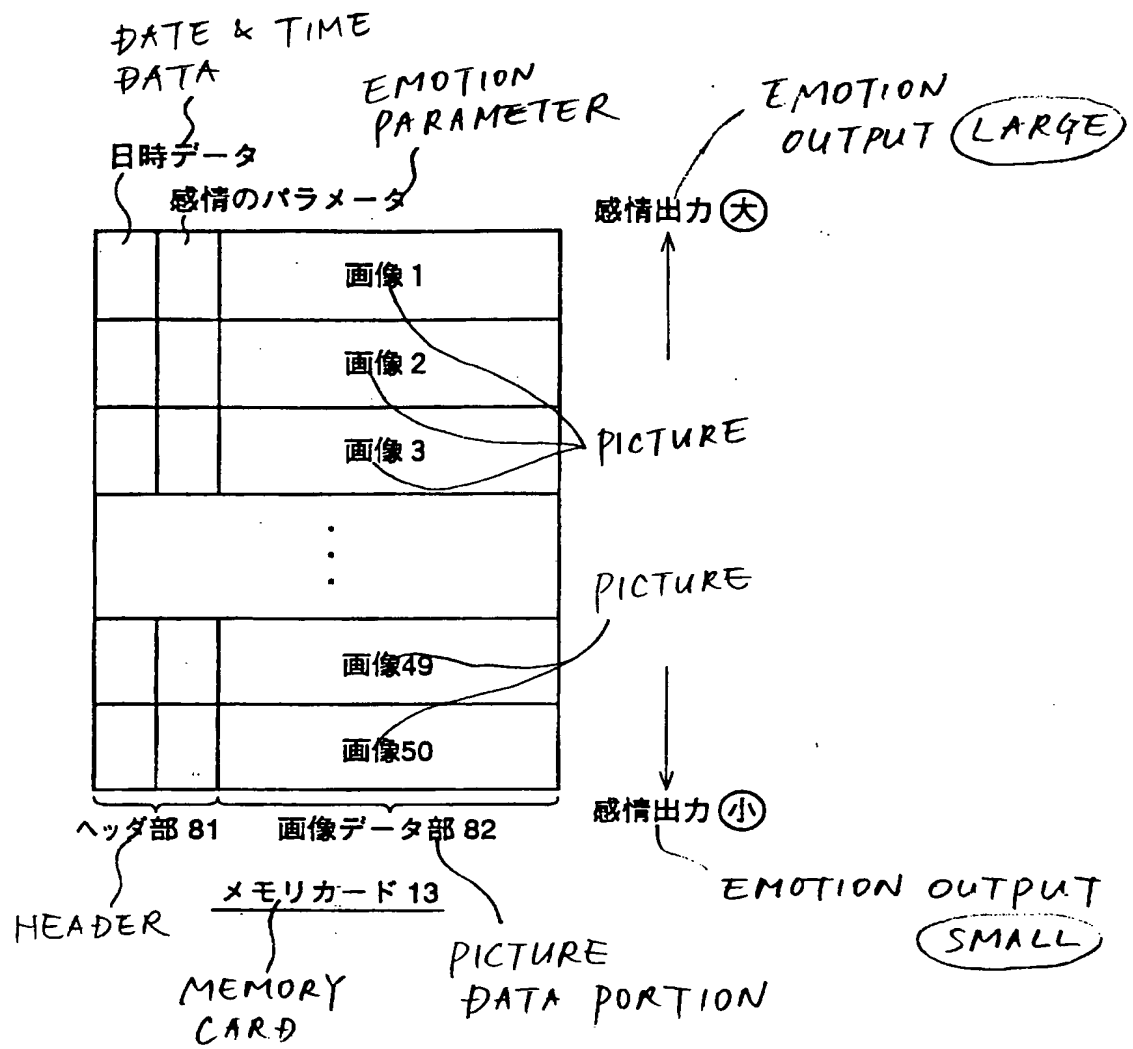 DATE & TIME
DATA
EMOTION
PARAMETER
EMOTION
OUTPUT LARGE
日時データ
感情のパラメータ
感情出力 大
画像 1
画像 2
画像 3
PICTURE
PICTURE
画像49
画像50
感情出力 小
ヘッダ部 81
画像データ部 82
メモリカード 13
EMOTION OUTPUT
SMALL
HEADER
PICTURE
DATA PORTION
MEMORY
CARD